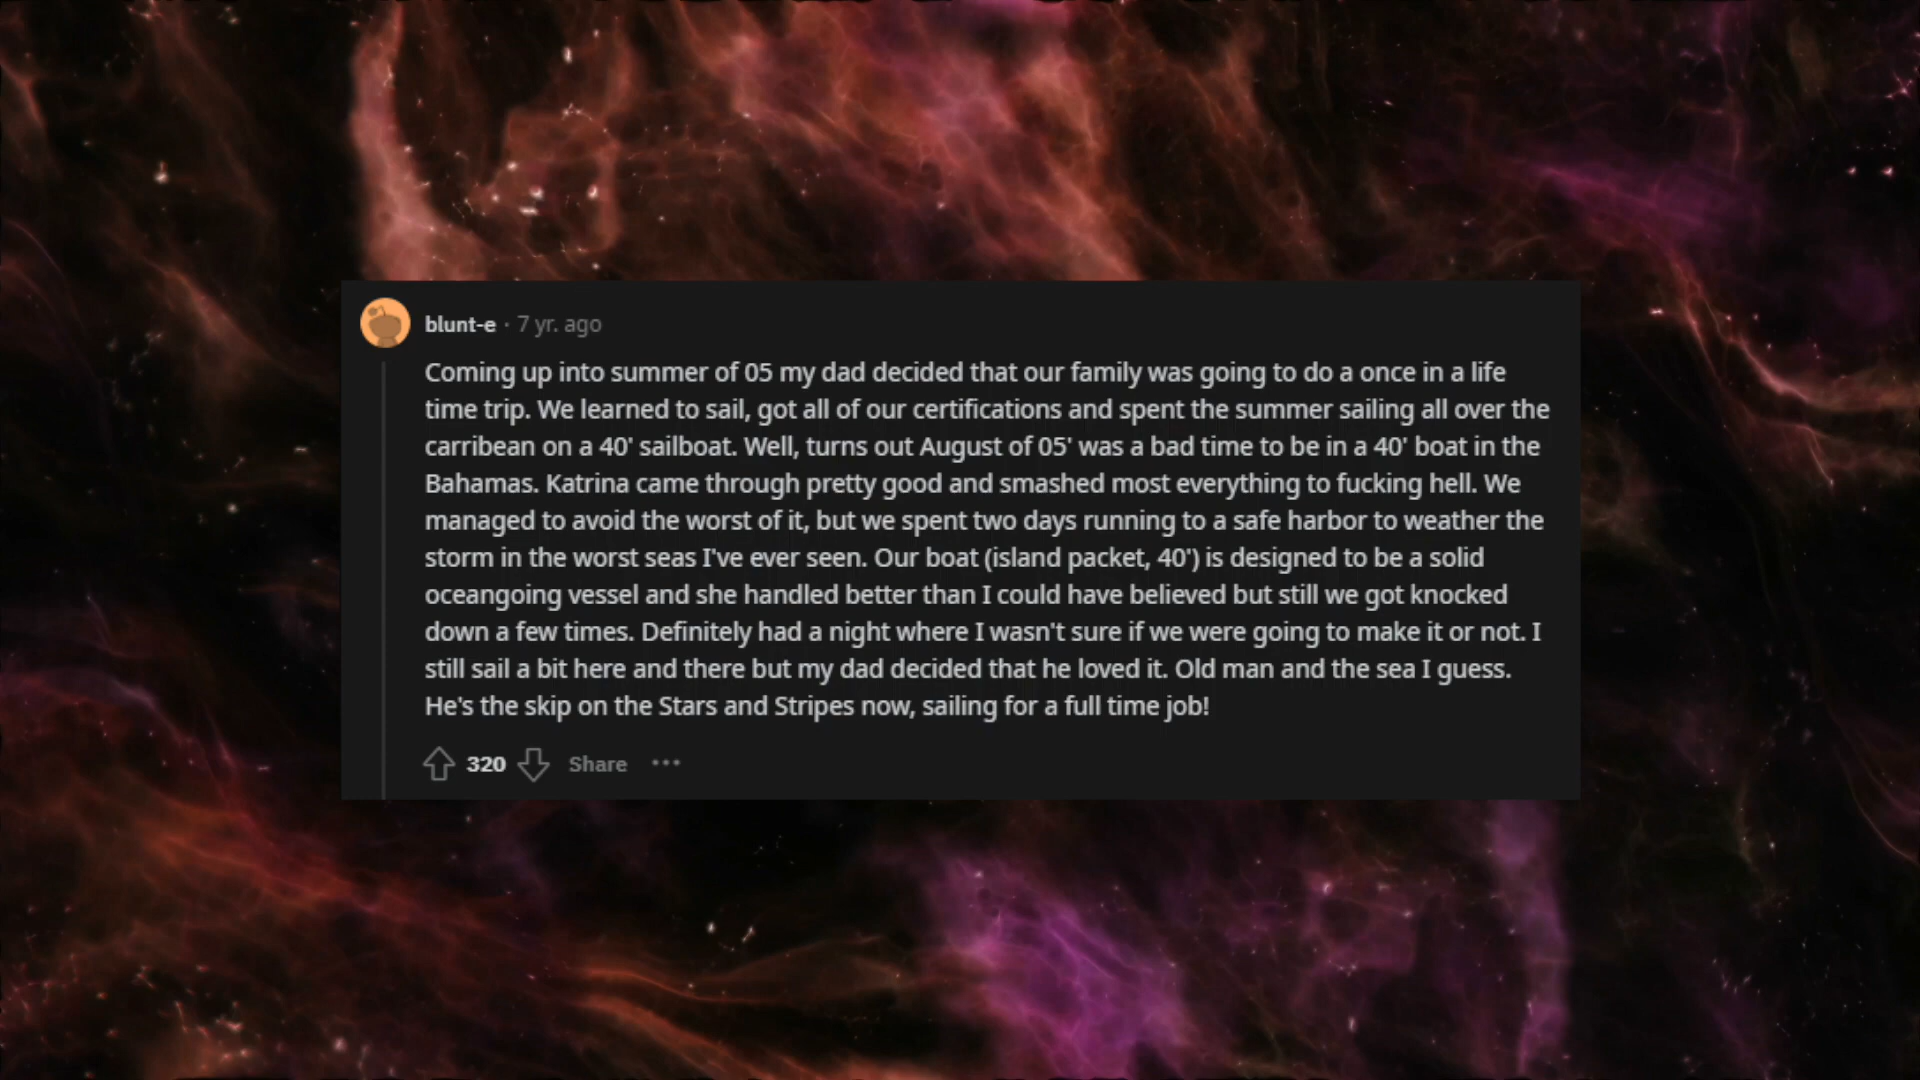 blunt-e · 7 yr. ago
Coming up into summer of 05 my dad decided that our family was going to do a once in a life
time trip. We learned to sail, got all of our certifications and spent the summer sailing all over the
carribean on a 40' sailboat. Well, turns out August of 05' was a bad time to be in a 40' boat in the
Bahamas. Katrina came through pretty good and smashed most everything to fucking hell. We
managed to avoid the worst of it, but we spent two days running to a safe harbor to weather the
storm in the worst seas I've ever seen. Our boat (island packet, 40') is designed to be a solid
oceangoing vessel and she handled better than I could have believed but still we got knocked
down a few times. Definitely had a night where I wasn't sure if we were going to make it or not. I
still sail a bit here and there but my dad decided that he loved it. Old man and the sea I guess.
He's the skip on the Stars and Stripes now, sailing for a full time job!
320 Share ···